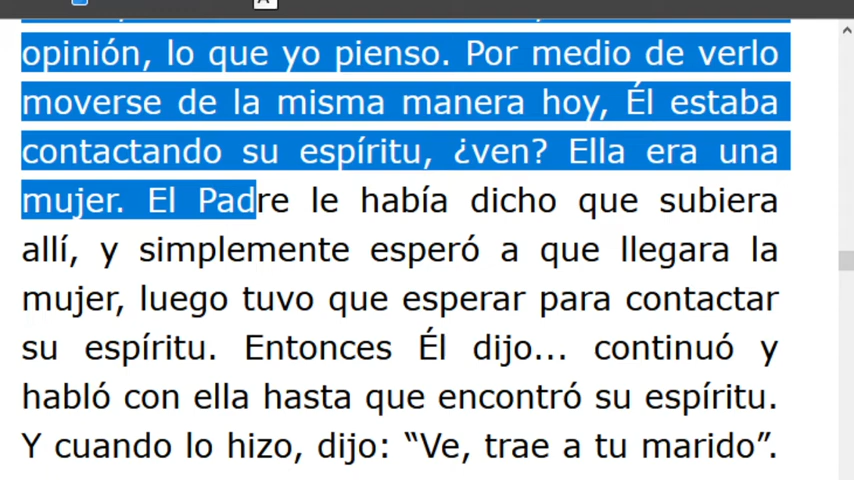 opinión, lo que yo pienso. Por medio de verlo
moverse de la misma manera hoy, Él estaba
contactando su espíritu, ¿ven? Ella era una
mujer. El Padre le había dicho que subiera
allí, y simplemente esperó a que llegara la
mujer, luego tuvo que esperar para contactar
su espíritu. Entonces Él dijo… continuó y
habló con ella hasta que encontró su espíritu.
Y cuando lo hizo, dijo: “Ve, trae a tu marido”.